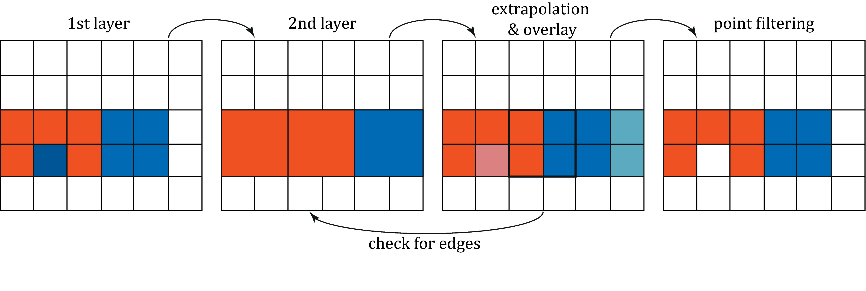 1st layer
2nd layer
extrapolation
& overlay
point filtering
check for edges